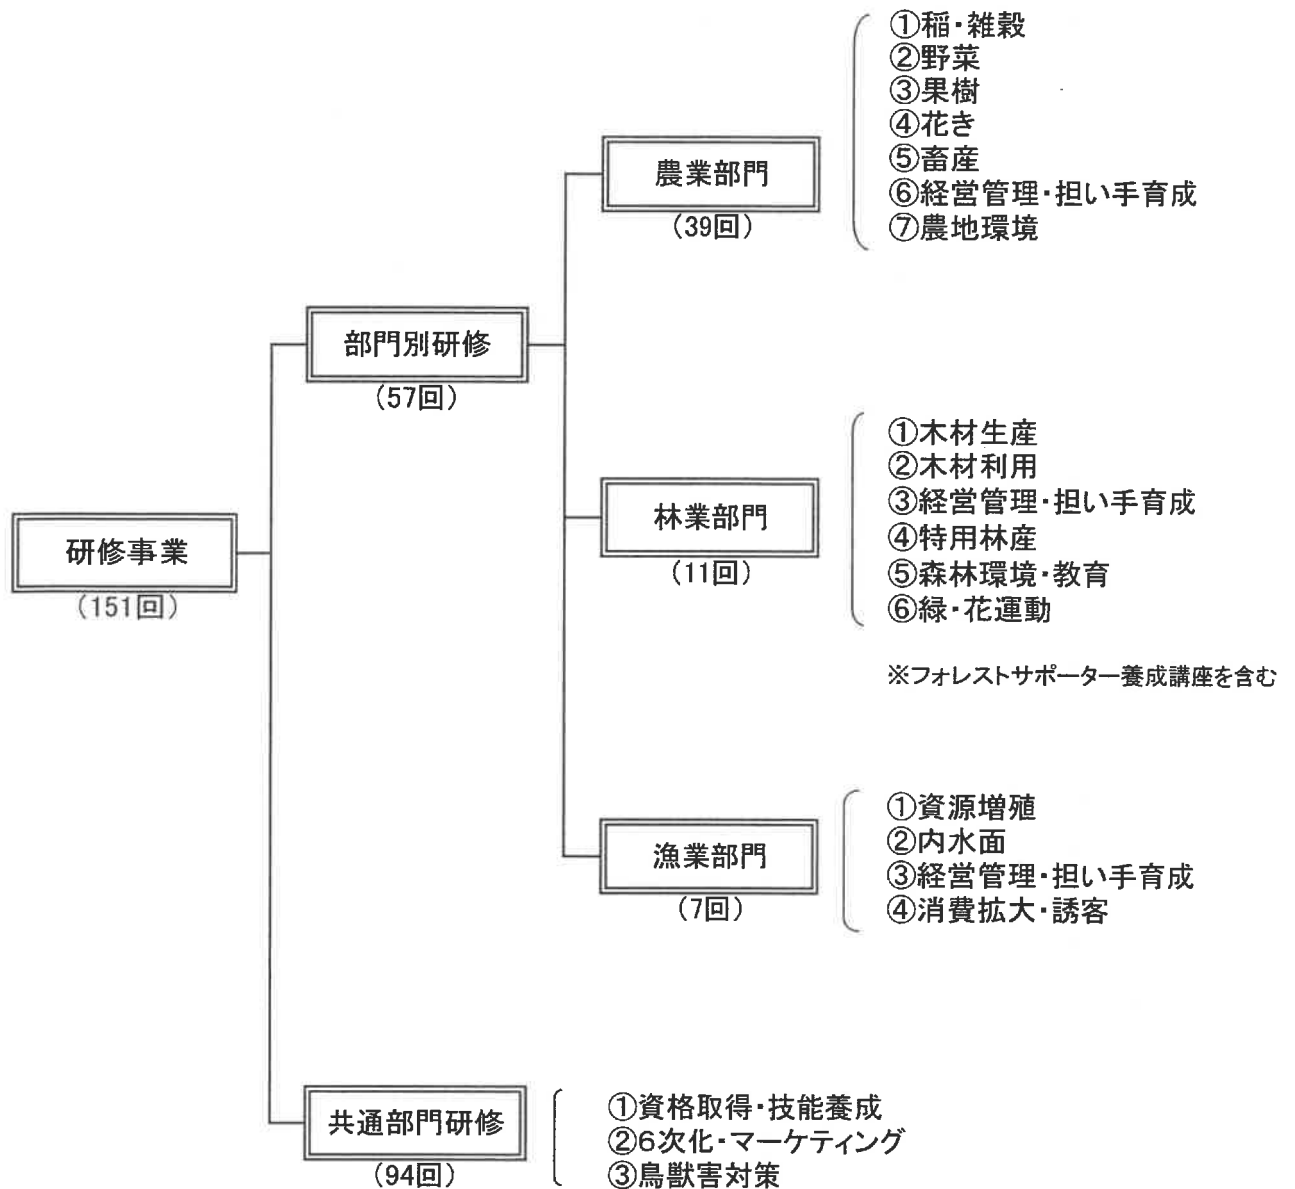 研修事業
(151回)
部門別研修
(57回)
農業部門
(39回)
①稲・雑穀
②野菜
③果樹
④花き
⑤畜産
⑥経営管理・担い手育成
⑦農地環境
林業部門
(11回)
①木材生産
②木材利用
③経営管理・担い手育成
④特用林産
⑤森林環境・教育
⑥緑・花運動
※フォレストサポーター養成講座を含む
漁業部門
(7回)
①資源増殖
②内水面
③経営管理・担い手育成
④消費拡大・誘客
共通部門研修
(94回)
①資格取得・技能養成
②6次化・マーケティング
③鳥獣害対策